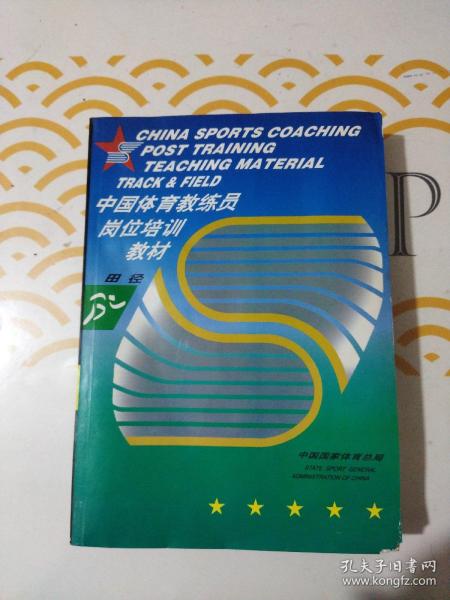 CHINA SPORTS COACHING
POST TRAINING
TEACHING MATERIAL
TRACK & FIELD
中国体育教练员
岗位培训
教材
田径
P
中国国家体育总局
STATE SPORT GENERAL
ADMINISTRATION OF CHINA
孔夫子旧书网
www.kongfz.com